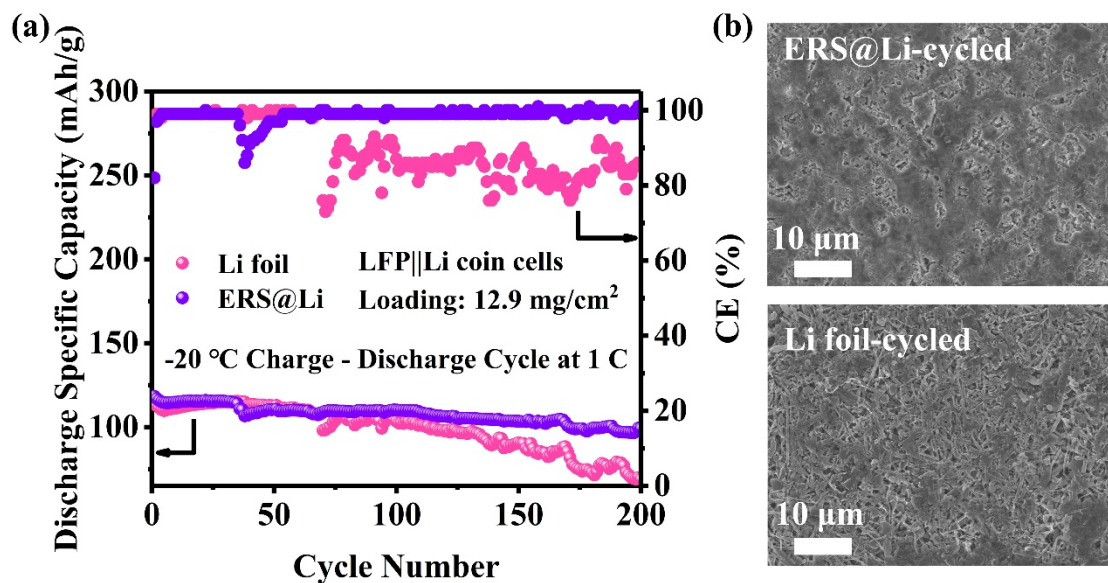 (a)
Discharge Specific Capacity (mAh/g)
300
250
200
150
100
0
50
100
150
200
Cycle Number
100
80
60
40
20
0
CE (%)
Li foil
ERS@Li
LFP||Li coin cells
Loading: 12.9 mg/cm²
-20 °C Charge - Discharge Cycle at 1 C
(b)
ERS@Li-cycled
10 μm
Li foil-cycled
10 μm